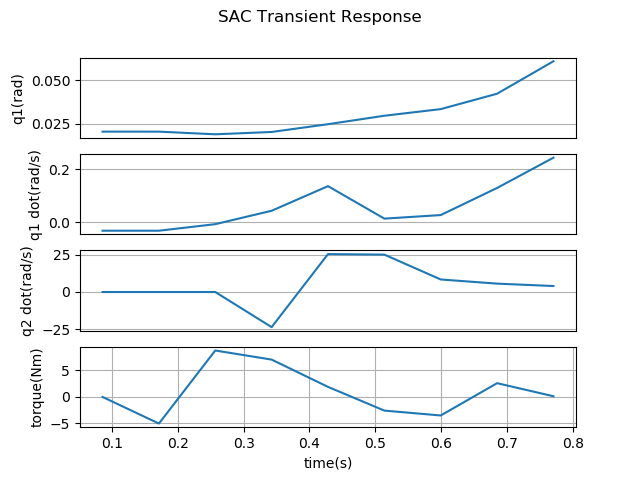 SAC Transient Response
q1(rad)
0.050
0.025
q1 dot(rad/s)
0.2
0.0
q2 dot(rad/s)
25
0
−25
torque(Nm)
5
0
−5
0.1 0.2 0.3 0.4 0.5 0.6 0.7 0.8
time(s)